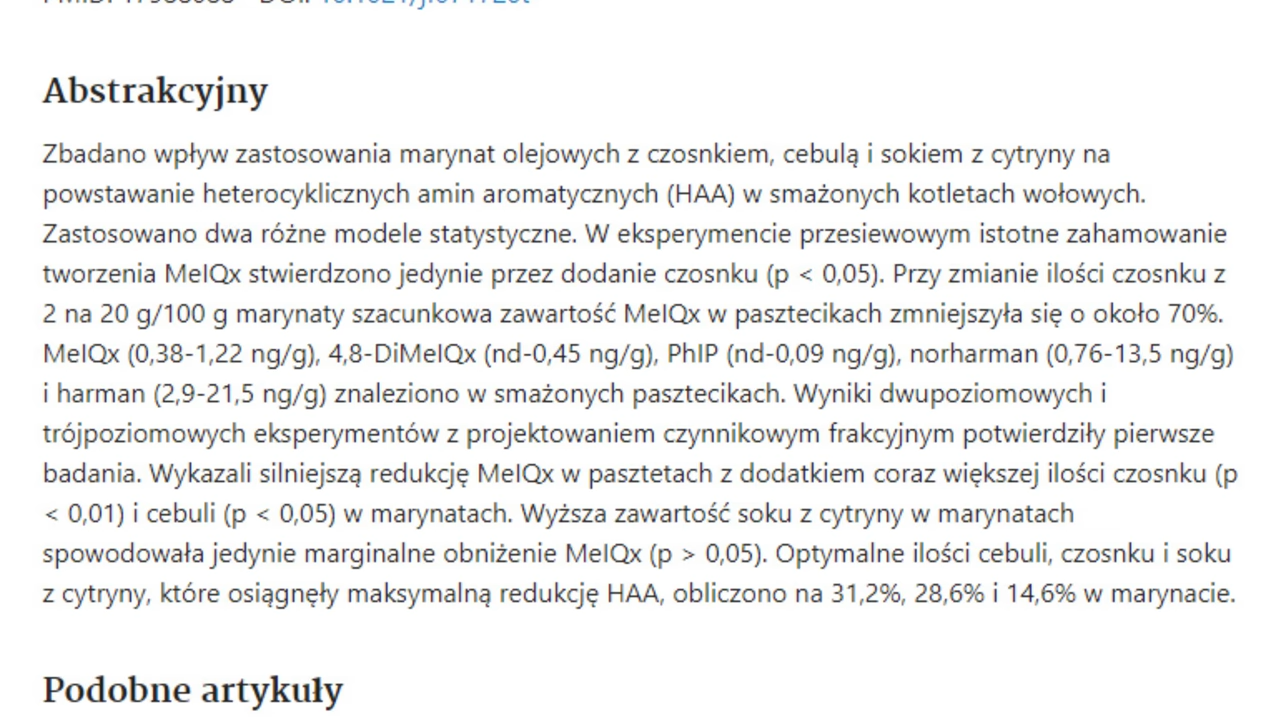 Abstrakcyjny
Zbadano wpływ zastosowania marynat olejowych z czosnkiem, cebulą i sokiem z cytryny na
powstawanie heterocyklicznych amin aromatycznych (HAA) w smażonych kotletach wołowych.
Zastosowano dwa różne modele statystyczne. W eksperymencie przesiewowym istotne zahamowanie
tworzenia MeIQx stwierdzono jedynie przez dodanie czosnku (p < 0,05). Przy zmianie ilości czosnku z
2 na 20 g/100 g marynaty szacunkowa zawartość MeIQx w pasztecikach zmniejszyła się o około 70%.
MeIQx (0,38-1,22 ng/g), 4,8-DiMeIQx (nd-0,45 ng/g), PhIP (nd-0,09 ng/g), norharman (0,76-13,5 ng/g)
i harman (2,9-21,5 ng/g) znaleziono w smażonych pasztecikach. Wyniki dwupoziomowych i
trójpoziomowych eksperymentów z projektowaniem czynnikowym frakcyjnym potwierdziły pierwsze
badania. Wykazali silniejszą redukcję MeIQx w pasztetach z dodatkiem coraz większej ilości czosnku (p
< 0,01) i cebuli (p < 0,05) w marynatach. Wyższa zawartość soku z cytryny w marynatach
spowodowała jedynie marginalne obniżenie MeIQx (p > 0,05). Optymalne ilości cebuli, czosnku i soku
z cytryny, które osiągnęły maksymalną redukcję HAA, obliczono na 31,2%, 28,6% i 14,6% w marynacie.
Podobne artykuły